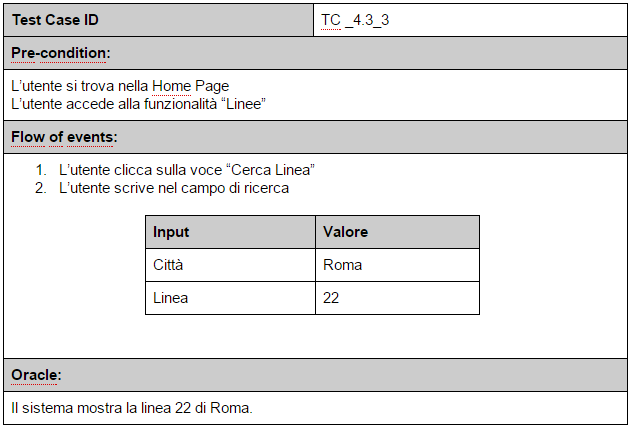 Test Case ID
TC _4.3_3
Pre-condition:
L’utente si trova nella Home Page
L’utente accede alla funzionalità “Linee”
Flow of events:
1. L’utente clicca sulla voce “Cerca Linea”
2. L’utente scrive nel campo di ricerca
Input Valore
Città Roma
Linea 22
Oracle:
Il sistema mostra la linea 22 di Roma.